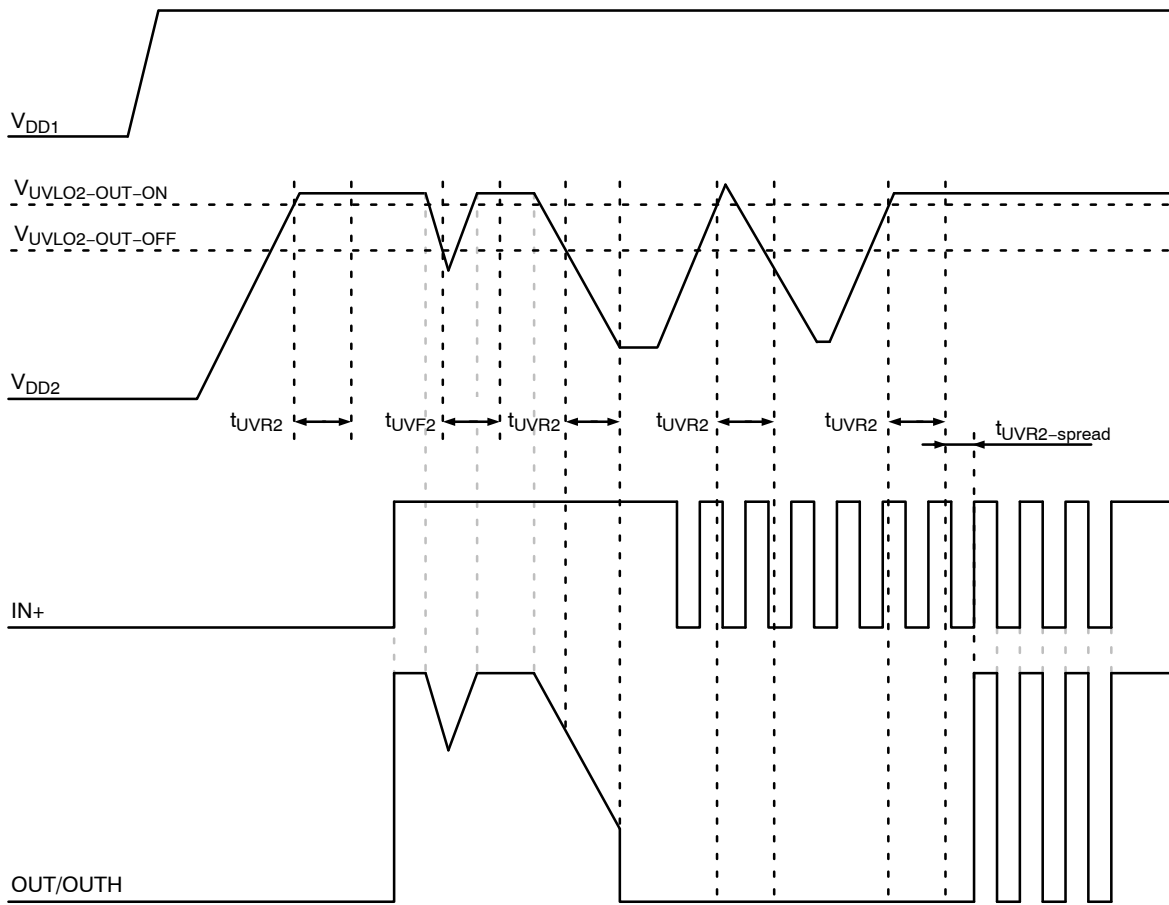 VDD1
VUVLO2−OUT−ON
VUVLO2−OUT−OFF
VDD2
tUVR2 tUVF2 tUVR2 tUVR2 tUVR2 tUVR2−spread
IN+
OUT/OUTH